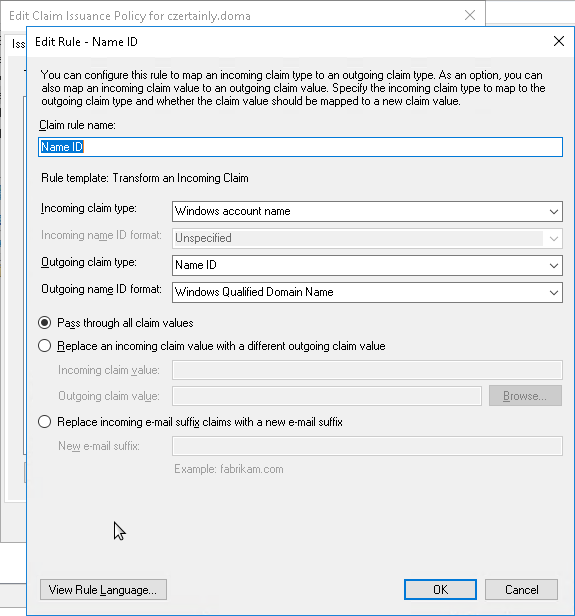 Edit Claim Issuance Policy for czertainly.doma
Iss
Edit Rule - Name ID
You can configure this rule to map an incoming claim type to an outgoing claim type. As an option, you can
also map an incoming claim value to an outgoing claim value. Specify the incoming claim type to map to the
outgoing claim type and whether the claim value should be mapped to a new claim value.
Claim rule name:
Name ID
Rule template: Transform an Incoming Claim
Incoming claim type: Windows account name
Incoming name ID format: Unspecified
Outgoing claim type: Name ID
Outgoing name ID format: Windows Qualified Domain Name
Pass through all claim values
Replace an incoming claim value with a different outgoing claim value
Incoming claim value:
Outgoing claim value: Browse...
Replace incoming e-mail suffix claims with a new e-mail suffix
New e-mail suffix:
Example: fabrikam.com
View Rule Language... OK Cancel